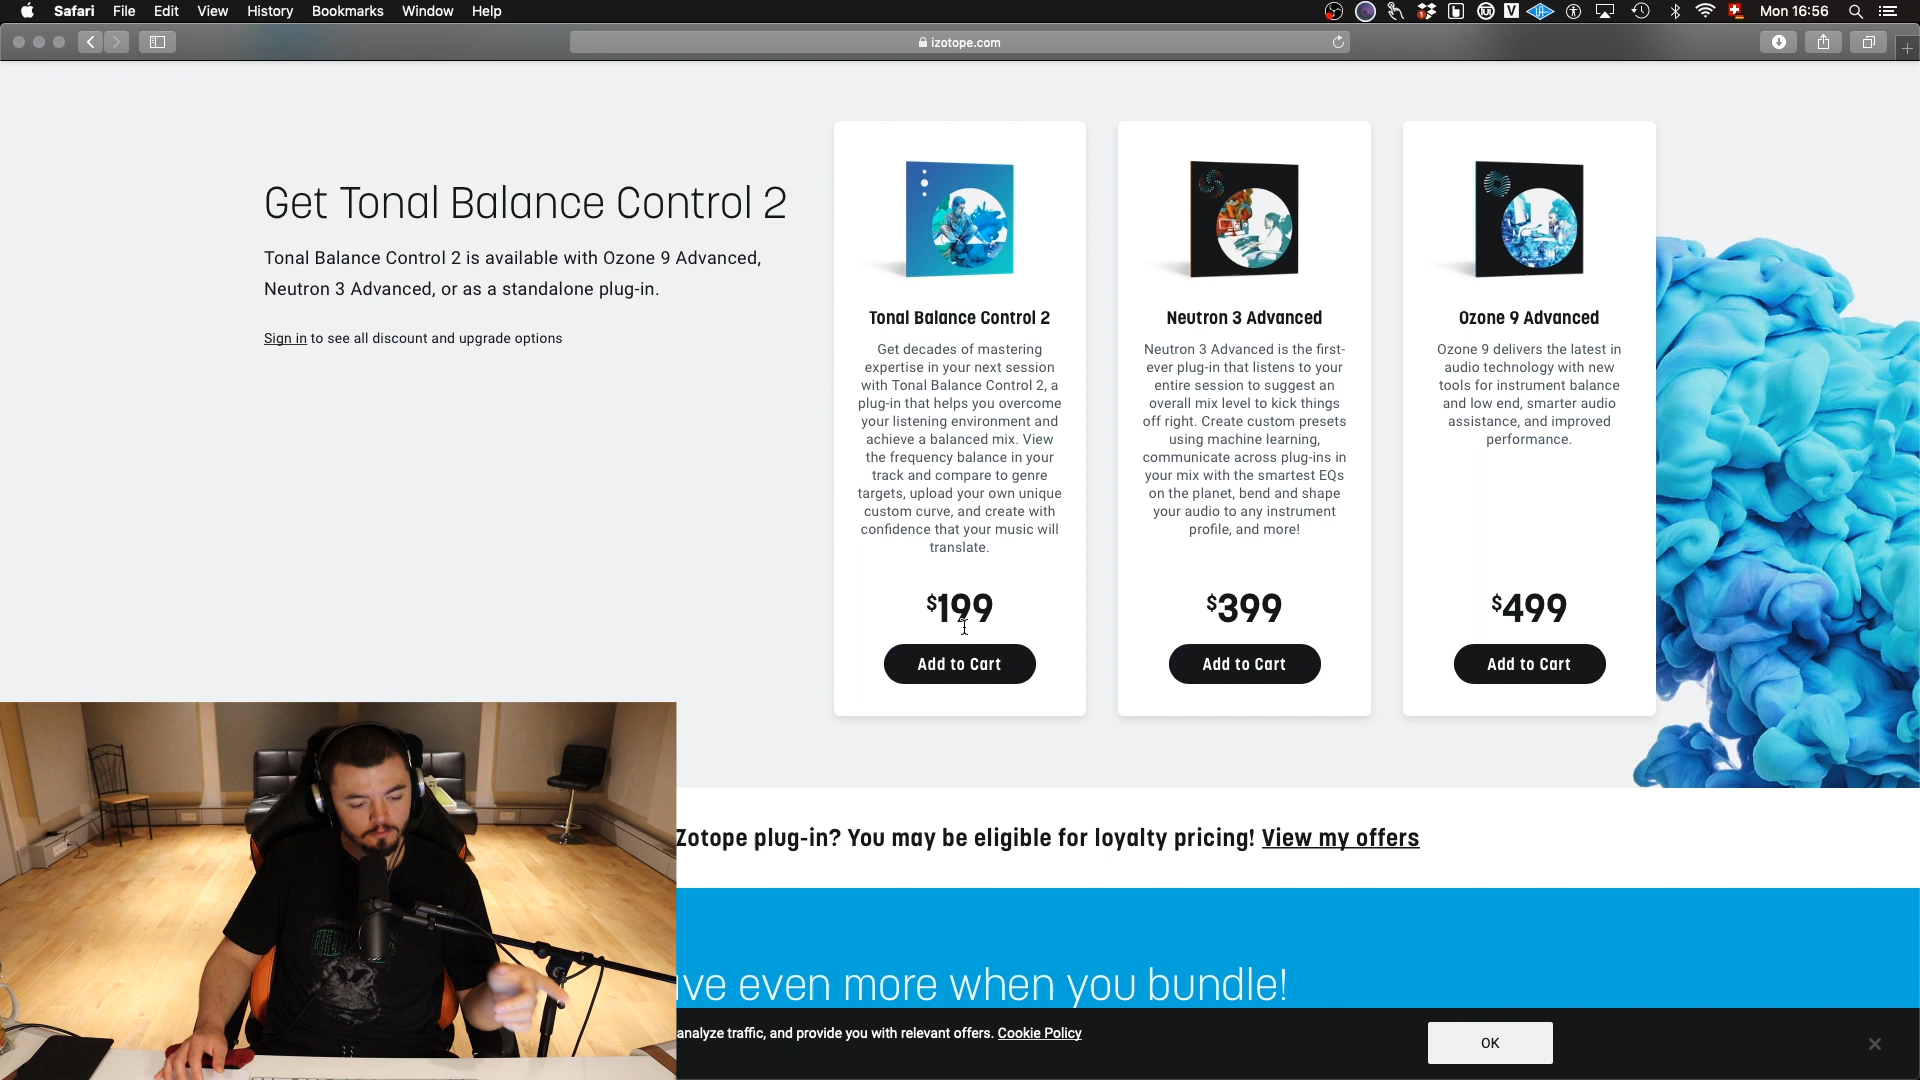 Safari File Edit View History Bookmarks Window Help
Mon 16:56
izotope.com
Get Tonal Balance Control 2
Tonal Balance Control 2 is available with Ozone 9 Advanced,
Neutron 3 Advanced, or as a standalone plug-in.
Sign in to see all discount and upgrade options
Tonal Balance Control 2
Get decades of mastering
expertise in your next session
with Tonal Balance Control 2, a
plug-in that helps you overcome
your listening environment and
achieve a balanced mix. View
the frequency balance in your
track and compare to genre
targets, upload your own unique
custom curve, and create with
confidence that your music will
translate.
$199
Add to Cart
Neutron 3 Advanced
Neutron 3 Advanced is the first-
ever plug-in that listens to your
entire session to suggest an
overall mix level to kick things
off right. Create custom presets
using machine learning,
communicate across plug-ins in
your mix with the smartest EQs
on the planet, bend and shape
your audio to any instrument
profile, and more!
$399
Add to Cart
Ozone 9 Advanced
Ozone 9 delivers the latest in
audio technology with new
tools for instrument balance
and low end, smarter audio
assistance, and improved
performance.
$499
Add to Cart
Zotope plug-in? You may be eligible for loyalty pricing! View my offers
ve even more when you bundle!
analyze traffic, and provide you with relevant offers. Cookie Policy
OK